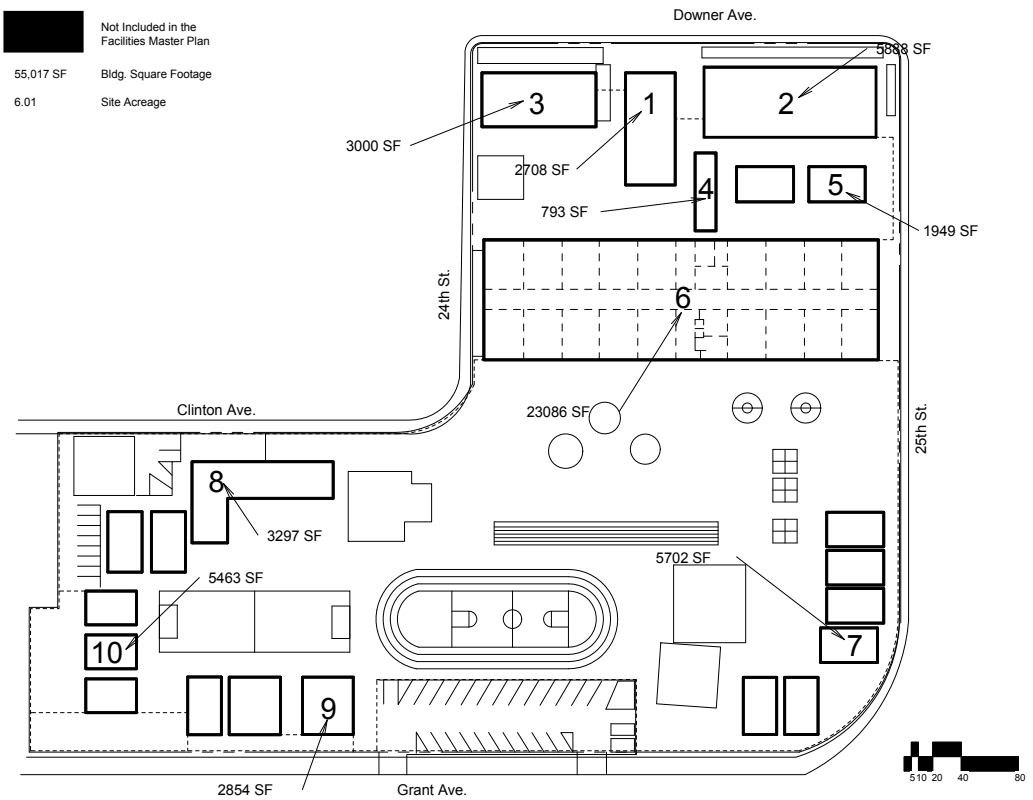 Downer Ave.
Not Included in the
Facilities Master Plan
55,017 SF Bldg. Square Footage
6.01 Site Acreage
5888 SF
3
1
2
3000 SF
2708 SF
4
5
793 SF
1949 SF
24th St.
6
23086 SF
Clinton Ave.
25th St.
8
3297 SF
5702 SF
5463 SF
10
7
9
2854 SF
Grant Ave.
5 10 20 40 80